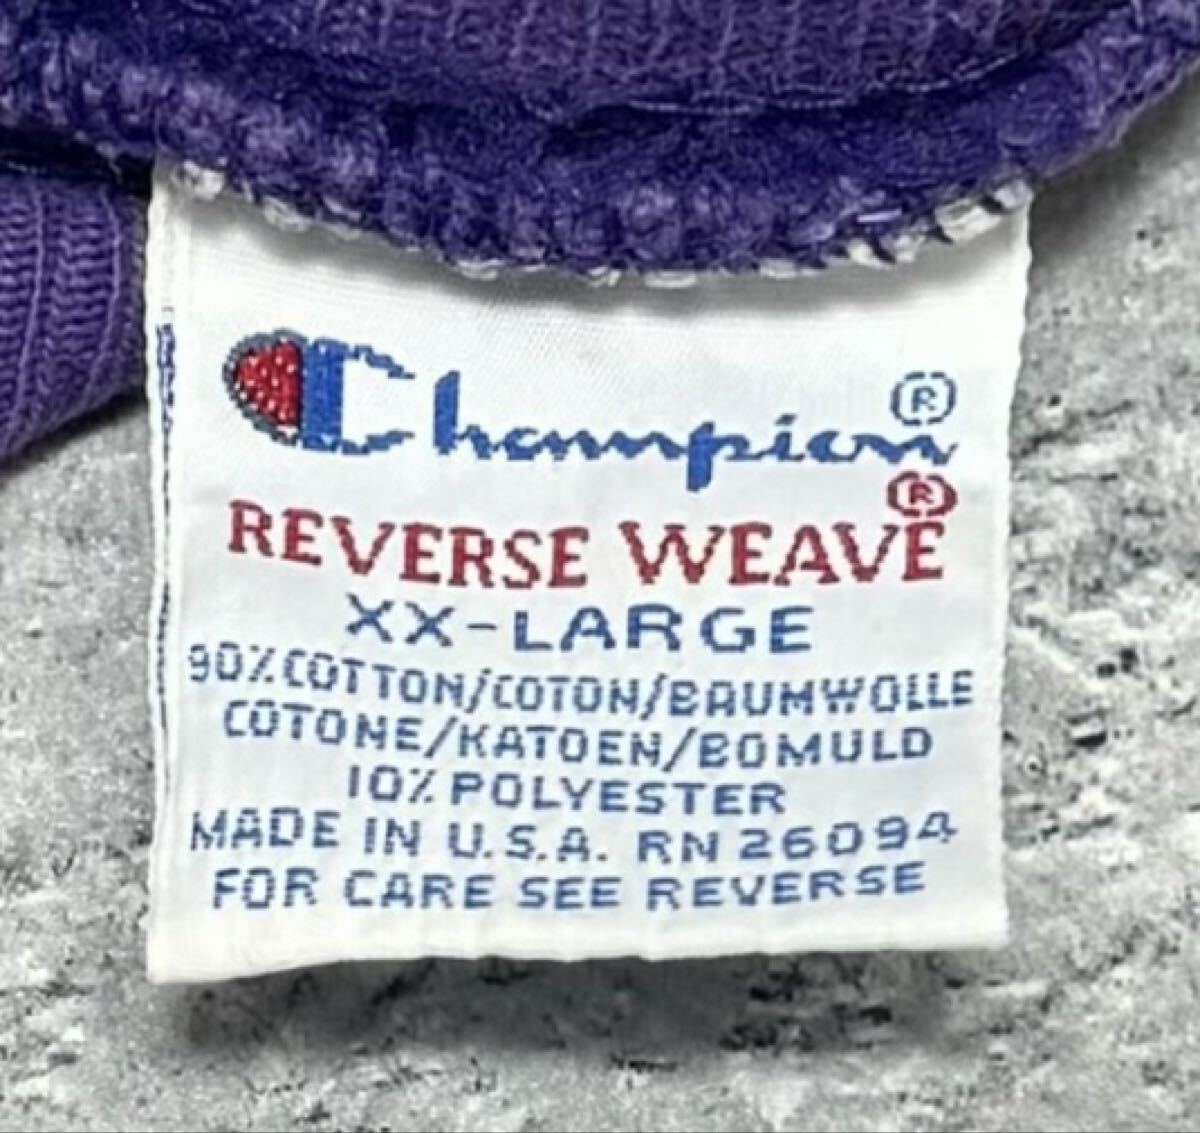 Champion®
REVERSE WEAVE®
XX-LARGE
90% COTTON/COTON/BAUMWOLLE
COTONE/KATOEN/BOMULD
10% POLYESTER
MADE IN U.S.A. RN 26094
FOR CARE SEE REVERSE